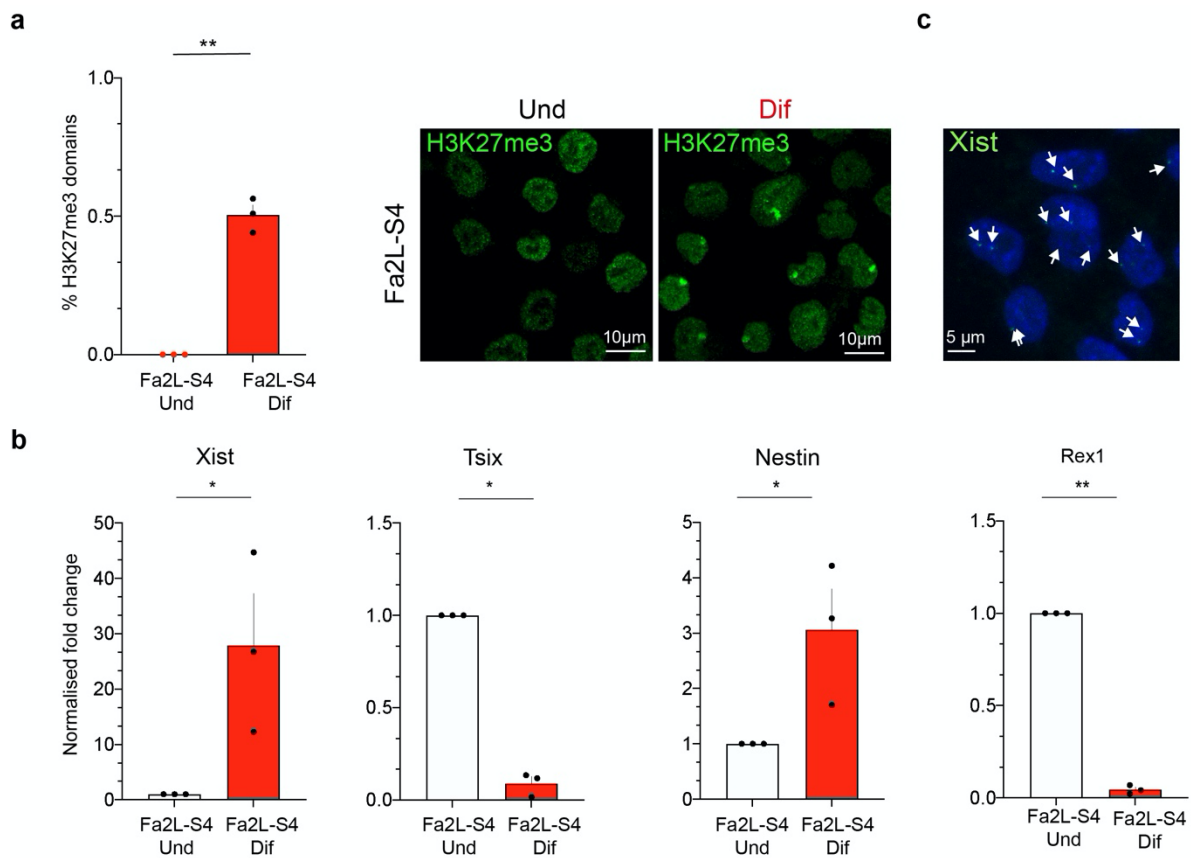 a
**
1.0
0.5
0.0
% H3K27me3 domains
Fa2L-S4
Und
Fa2L-S4
Dif
Und
Dif
Fa2L-S4
H3K27me3
H3K27me3
10µm
10µm
c
Xist
5 µm
b
Xist
*
Normalised fold change
50
40
30
20
10
0
Fa2L-S4
Und
Fa2L-S4
Dif
Tsix
*
1.5
1.0
0.5
0.0
Fa2L-S4
Und
Fa2L-S4
Dif
Nestin
*
5
4
3
2
1
0
Fa2L-S4
Und
Fa2L-S4
Dif
Rex1
**
1.5
1.0
0.5
0.0
Fa2L-S4
Und
Fa2L-S4
Dif